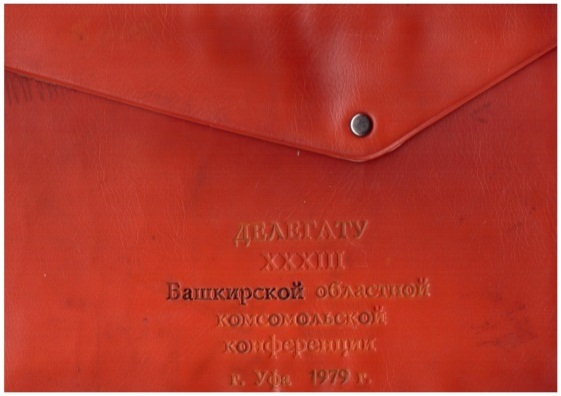 ДЕЛЕГАТУ
XXXIII
Башкирской областной
комсомольской
конференции
г. Уфа 1979 г.